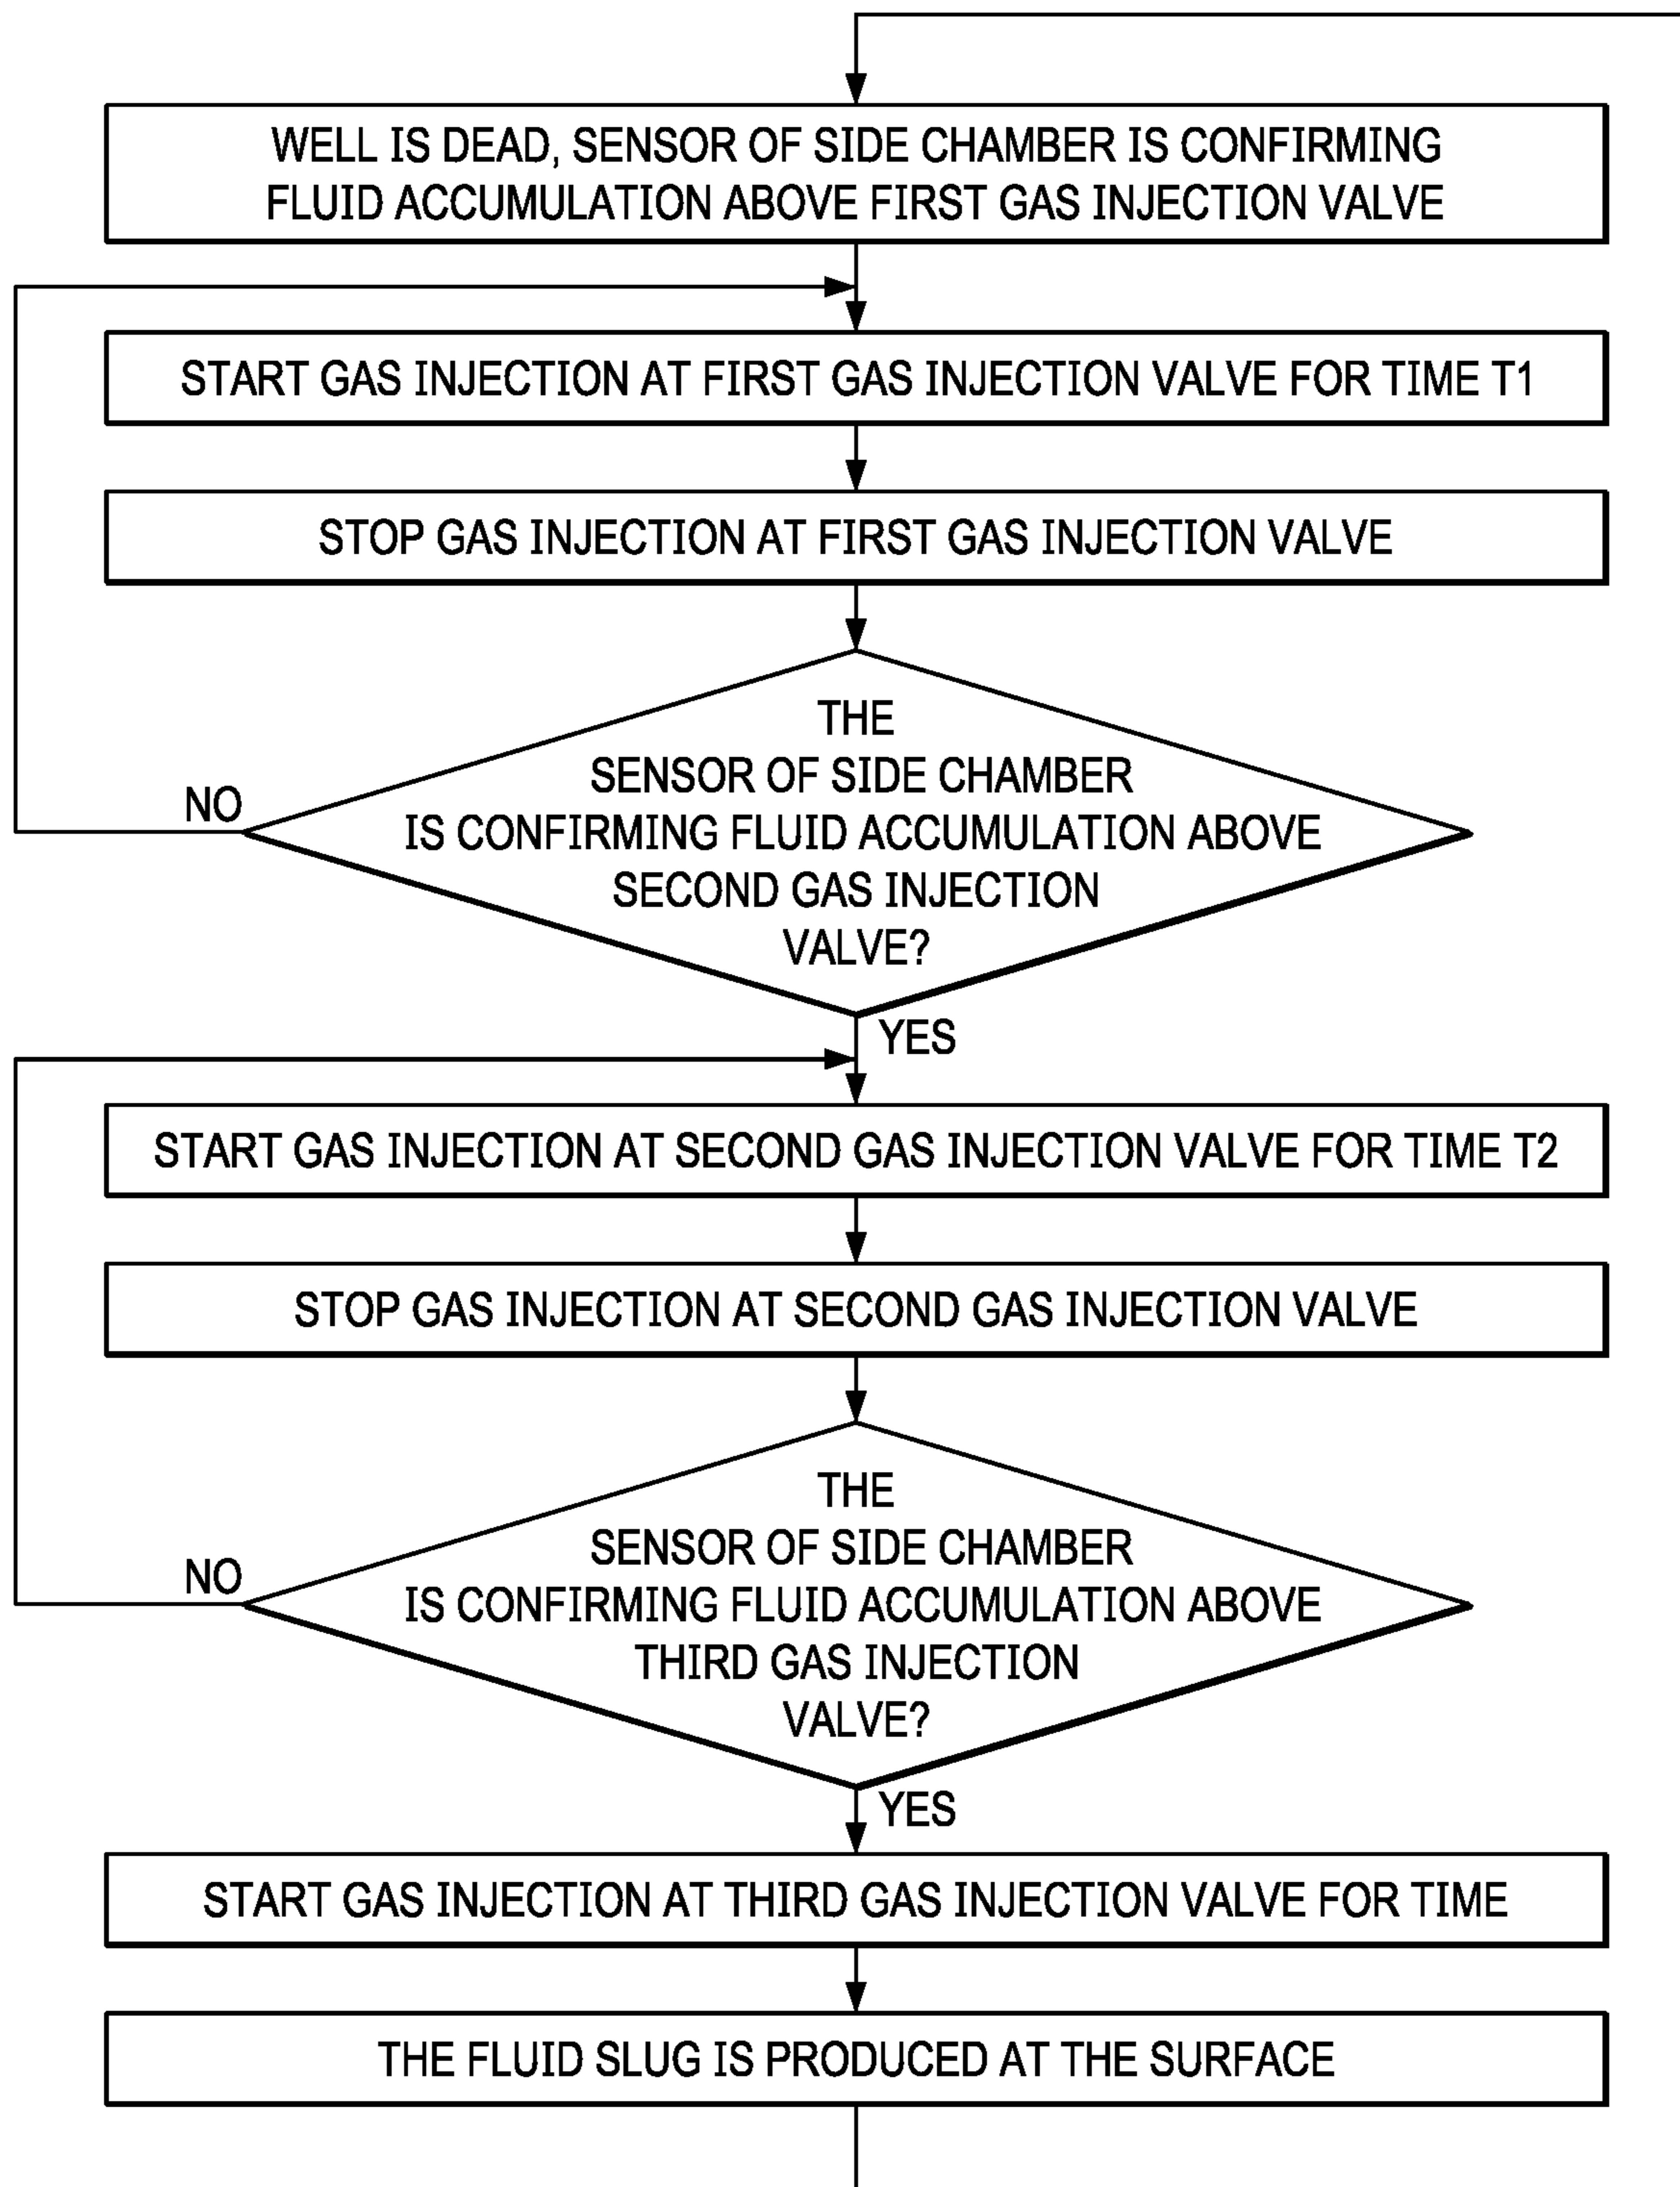 WELL IS DEAD, SENSOR OF SIDE CHAMBER IS CONFIRMING
FLUID ACCUMULATION ABOVE FIRST GAS INJECTION VALVE
START GAS INJECTION AT FIRST GAS INJECTION VALVE FOR TIME T1
STOP GAS INJECTION AT FIRST GAS INJECTION VALVE
THE
SENSOR OF SIDE CHAMBER
IS CONFIRMING FLUID ACCUMULATION ABOVE
SECOND GAS INJECTION
VALVE?
NO
YES
START GAS INJECTION AT SECOND GAS INJECTION VALVE FOR TIME T2
STOP GAS INJECTION AT SECOND GAS INJECTION VALVE
THE
SENSOR OF SIDE CHAMBER
IS CONFIRMING FLUID ACCUMULATION ABOVE
THIRD GAS INJECTION
VALVE?
NO
YES
START GAS INJECTION AT THIRD GAS INJECTION VALVE FOR TIME
THE FLUID SLUG IS PRODUCED AT THE SURFACE